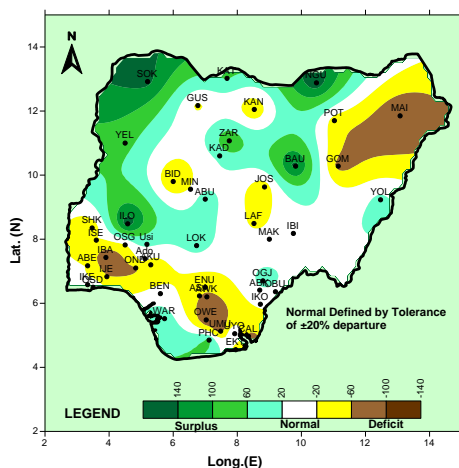 N
14
SOK
KAT
NGU
GUS
KAN
MAI
12
POT
YEL
ZAR
KAD
BAU
GOM
10
BID
MIN
ABU
JOS
YOL
SHK
ILO
LAF
IBI
ISE
OSG
Usi
LOK
MAK
8
IBA
Ado
ABE
AKU
IJE
OND
OGJ
IKE
BEN
ENU
AWK
OBU
6
IKO
WAR
OWE
UMU
UYO
PHC
EK
Lat. (N)
Normal Defined by Tolerance
of ±20% departure
4
140
100
60
20
-20
-60
-100
-140
LEGEND
Surplus
Normal
Deficit
2
2
4
6
8
10
12
14
Long.(E)